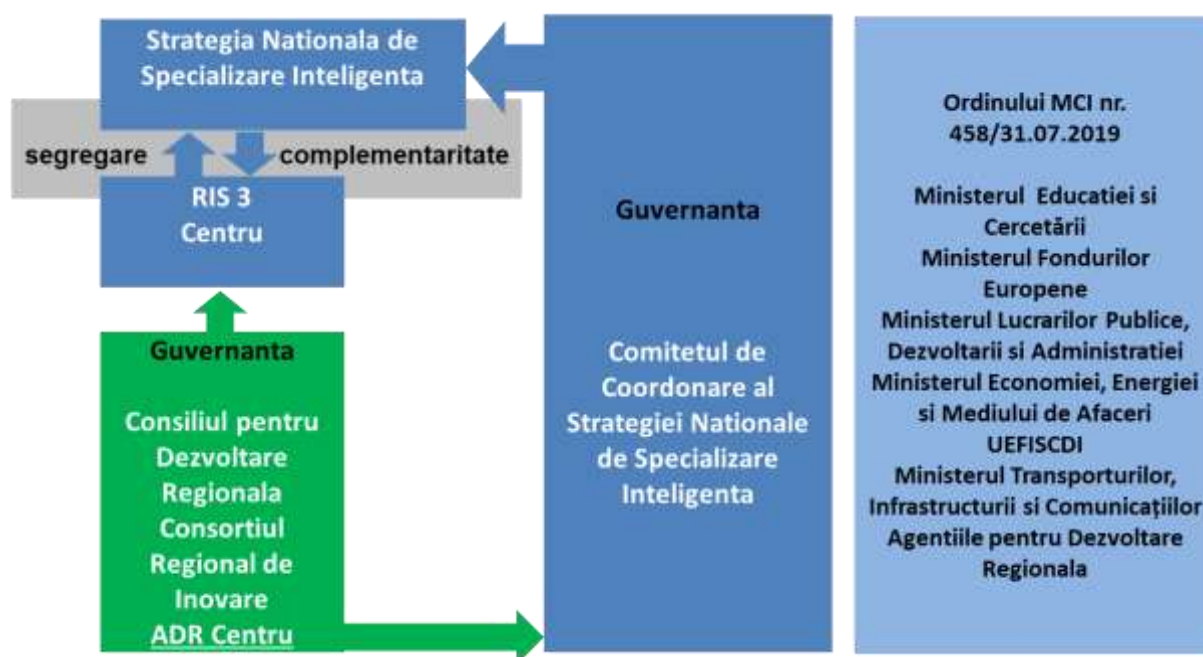 Strategia Nationala de
Specializare Inteligenta
segregare
complementaritate
RIS 3
Centru
Guvernanta
Consiliul pentru
Dezvoltare
Regionala
Consortiul
Regional de
Inovare
ADR Centru
Guvernanta
Comitetul de
Coordonare al
Strategiei Nationale
de Specializare
Inteligenta
Ordinului MCI nr.
458/31.07.2019
Ministerul Educatiei si
Cercetării
Ministerul Fondurilor
Europene
Ministerul Lucrarilor Publice,
Dezvoltarii si Administratiei
Ministerul Economiei, Energiei
si Mediului de Afaceri
UEFISCDI
Ministerul Transporturilor,
Infrastructurii si Comunicațiilor
Agentiile pentru Dezvoltare
Regionala